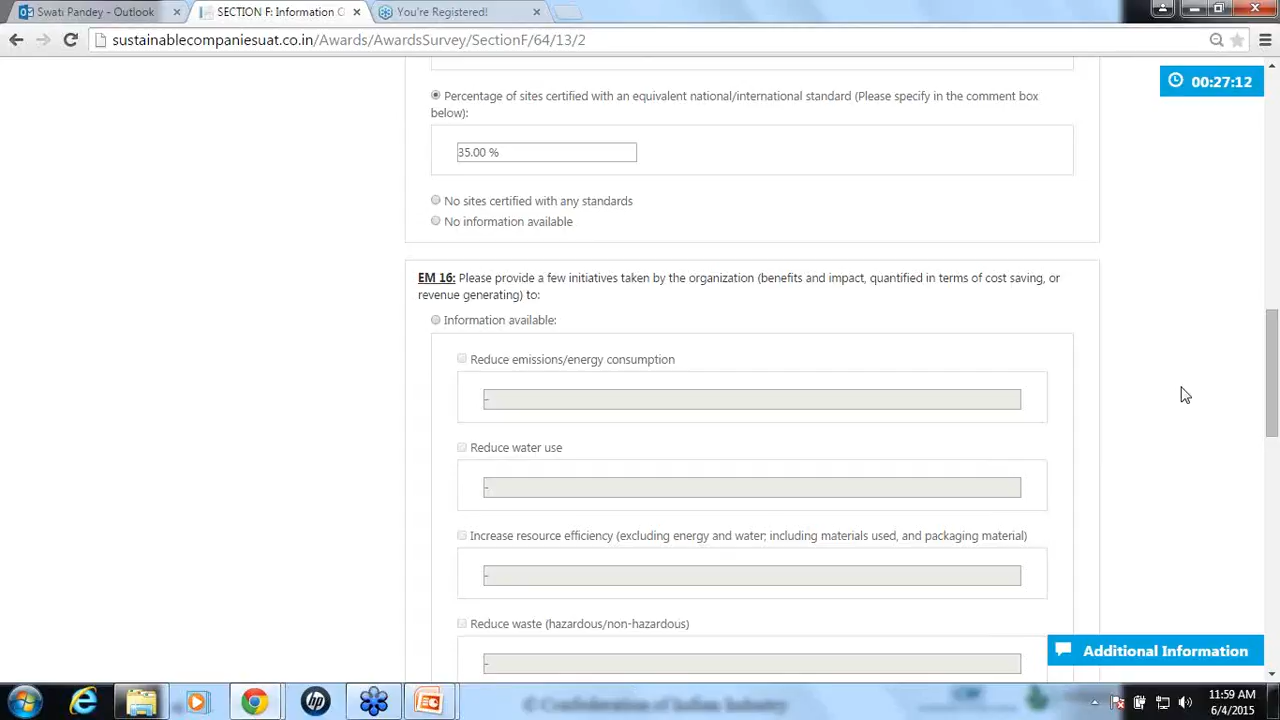 Swati Pandey - Outlook
SECTION F: Information C
You're Registered!
sustainablecompaniesuat.co.in/Awards/AwardsSurvey/SectionF/64/13/2
00:27:12
Percentage of sites certified with an equivalent national/international standard (Please specify in the comment box
below):
35.00 %
No sites certified with any standards
No information available
EM 16: Please provide a few initiatives taken by the organization (benefits and impact, quantified in terms of cost saving, or
revenue generating) to:
Information available:
Reduce emissions/energy consumption
Reduce water use
-
Increase resource efficiency (excluding energy and water; including materials used, and packaging material)
-
Reduce waste (hazardous/non-hazardous)
-
Additional Information
11:59 AM
6/4/2015